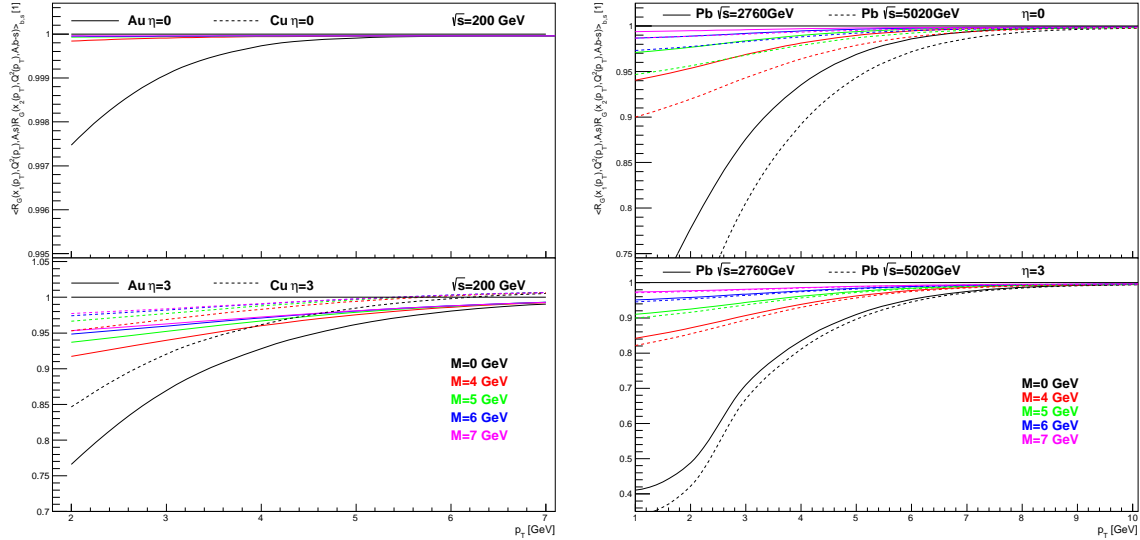 <R_G(x_1(p_T),Q^2(p_T),A,s)R_G(x_2(p_T),Q^2(p_T),A,b-s)>_{b,s} [1]
Au η=0 Cu η=0 √s=200 GeV
1
0.999
0.998
0.997
0.996
0.995
Au η=3 Cu η=3 √s=200 GeV
1.05
1
0.95
0.9
0.85
0.8
0.75
0.7
M=0 GeV
M=4 GeV
M=5 GeV
M=6 GeV
M=7 GeV
2 3 4 5 6 7
p_T [GeV]
<R_G(x_1(p_T),Q^2(p_T),A,s)R_G(x_2(p_T),Q^2(p_T),A,b-s)>_{b,s} [1]
Pb √s=2760GeV Pb √s=5020GeV η=0
1
0.95
0.9
0.85
0.8
0.75
Pb √s=2760GeV Pb √s=5020GeV η=3
1
0.9
0.8
0.7
0.6
0.5
0.4
M=0 GeV
M=4 GeV
M=5 GeV
M=6 GeV
M=7 GeV
1 2 3 4 5 6 7 8 9 10
p_T [GeV]